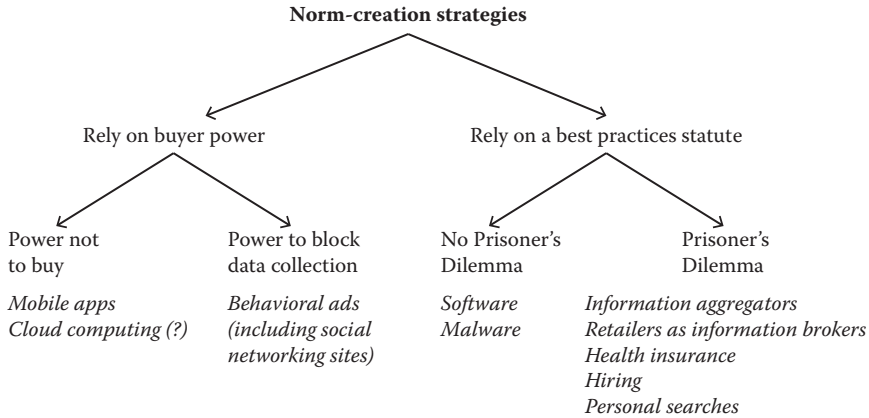 Norm-creation strategies
Rely on buyer power
Rely on a best practices statute
Power not
to buy
Mobile apps
Cloud computing (?)
Power to block
data collection
Behavioral ads
(including social
networking sites)
No Prisoner's
Dilemma
Software
Malware
Prisoner's
Dilemma
Information aggregators
Retailers as information brokers
Health insurance
Hiring
Personal searches